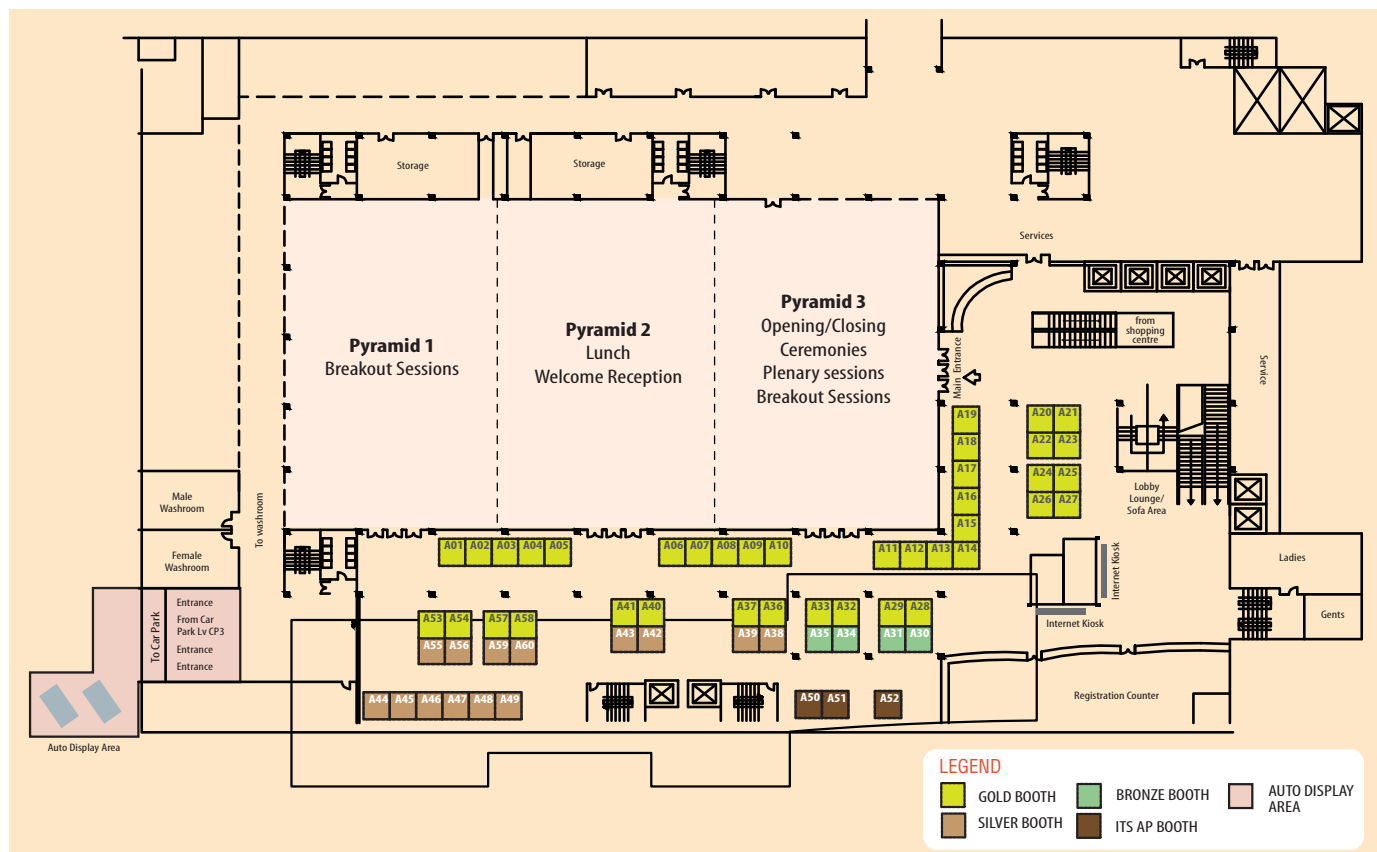 Storage
Storage
Services
from
shopping
centre
Pyramid 1
Breakout Sessions
Pyramid 2
Lunch
Welcome Reception
Pyramid 3
Opening/Closing
Ceremonies
Plenary sessions
Breakout Sessions
Main Entrance
Service
A19
A18
A17
A16
A15
A20 A21
A22 A23
A24 A25
A26 A27
Lobby
Lounge/
Sofa Area
Male
Washroom
Female
Washroom
To washroom
A01 A02 A03 A04 A05
A06 A07 A08 A09 A10
A11 A12 A13 A14
Internet Kiosk
Internet Kiosk
Ladies
Gents
To Car Park
Entrance
From Car
Park Lv CP3
Entrance
Entrance
A53 A54
A55 A56
A57 A58
A59 A60
A41 A40
A43 A42
A37 A36
A39 A38
A33 A32
A35 A34
A29 A28
A31 A30
A44 A45 A46 A47 A48 A49
A50 A51
A52
Registration Counter
Auto Display Area
LEGEND
GOLD BOOTH
SILVER BOOTH
BRONZE BOOTH
ITS AP BOOTH
AUTO DISPLAY
AREA